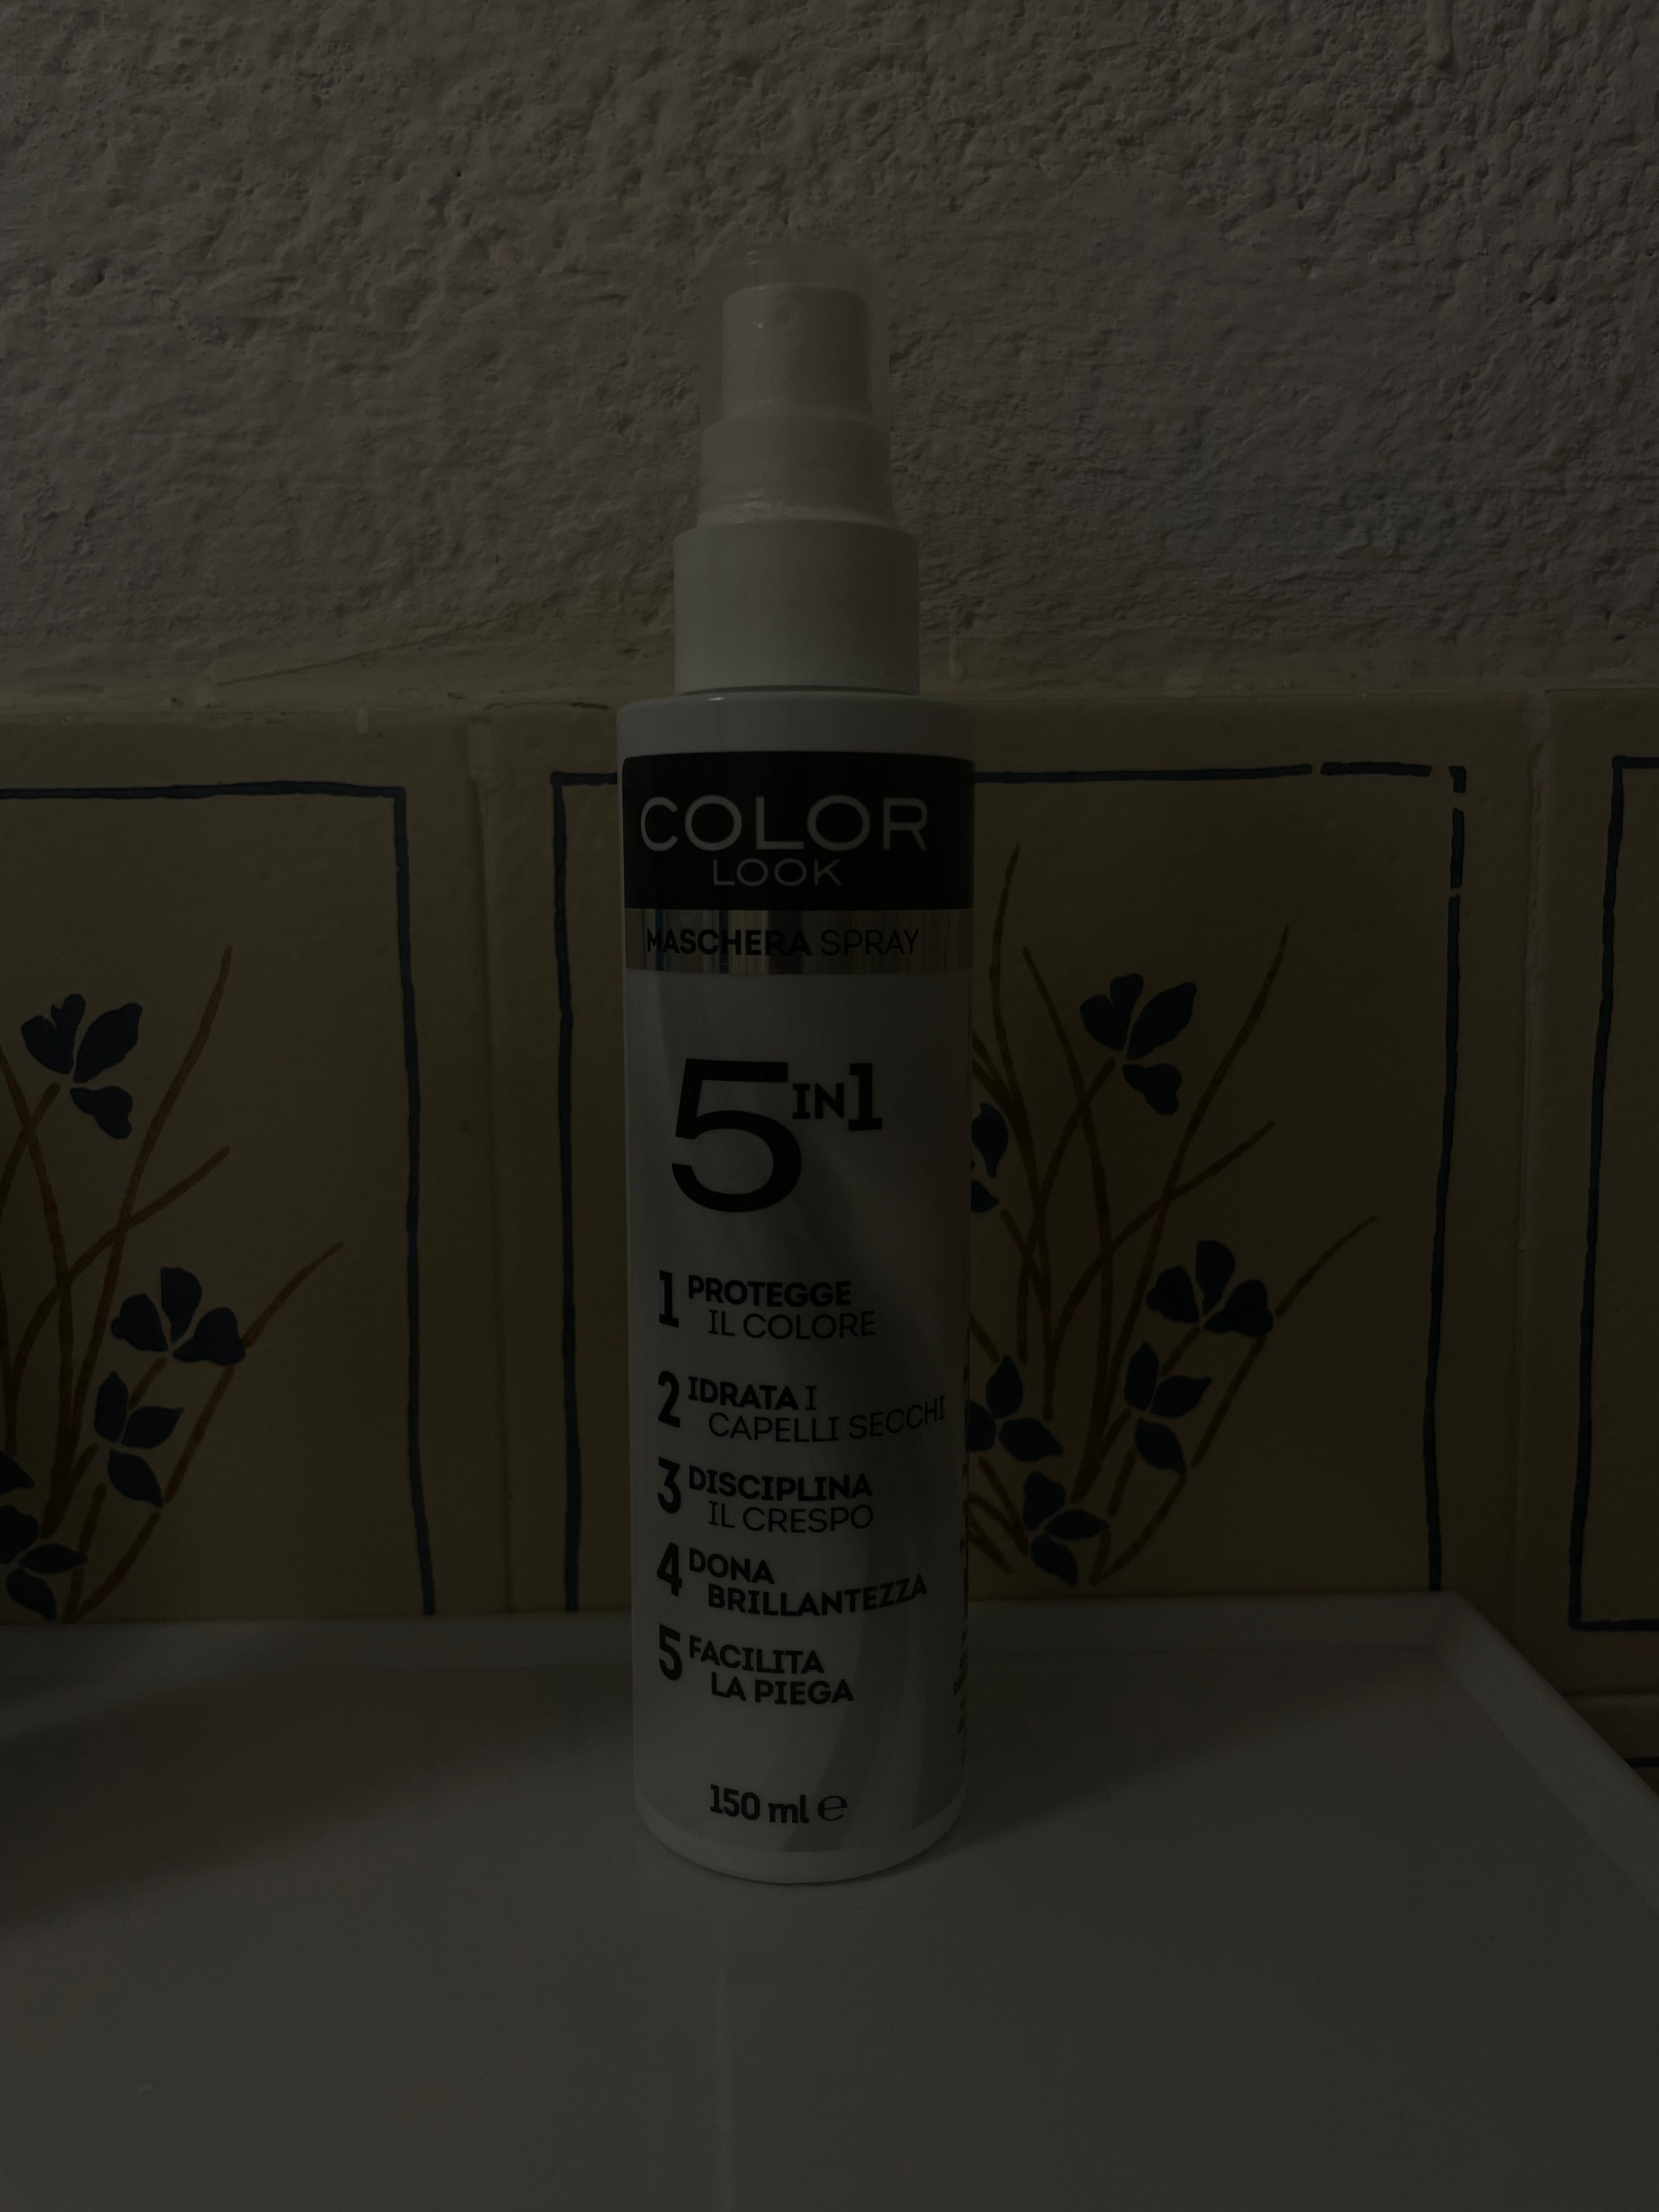 COLOR
LOOK
MASCHERA SPRAY
5 IN 1
1 PROTEGGE
IL COLORE
2 IDRATA I
CAPELLI SECCHI
3 DISCIPLINA
IL CRESPO
4 DONA
BRILLANTEZZA
5 FACILITA
LA PIEGA
150 ml ℮